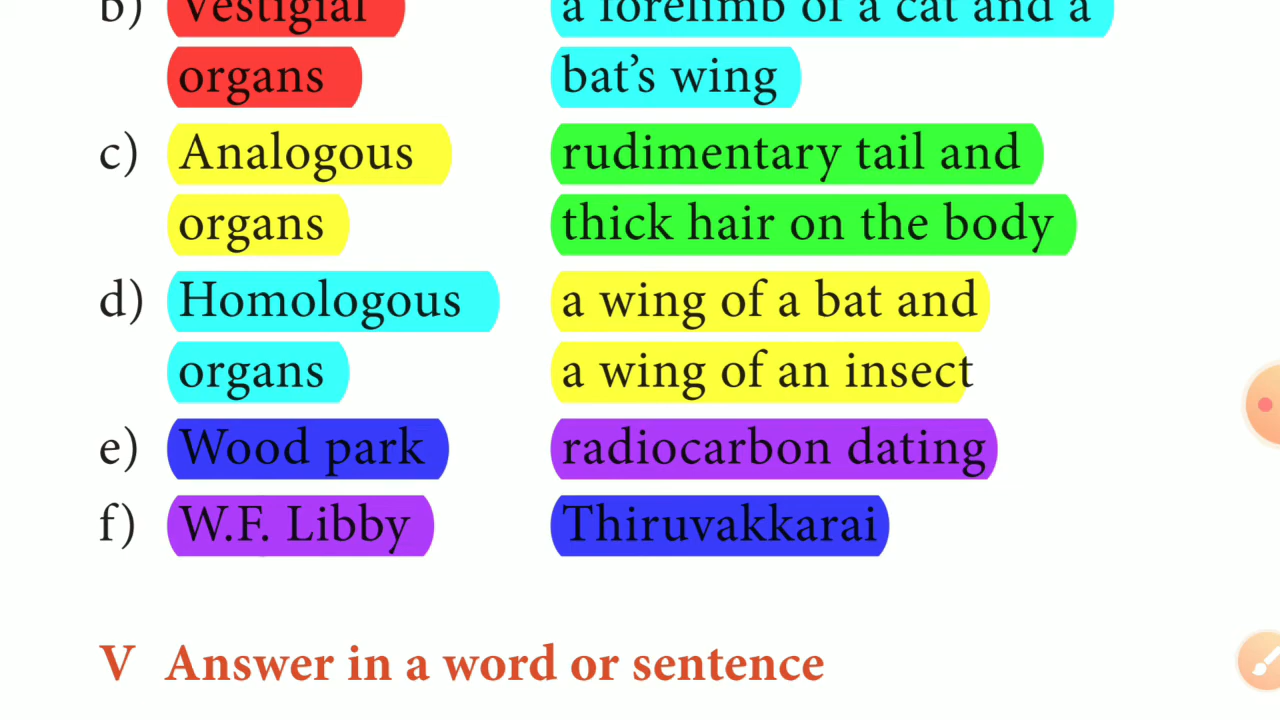 b) Vestigial a forelimb of a cat and a
organs bat’s wing
c) Analogous rudimentary tail and
organs thick hair on the body
d) Homologous a wing of a bat and
organs a wing of an insect
e) Wood park radiocarbon dating
f) W.F. Libby Thiruvakkarai
V Answer in a word or sentence